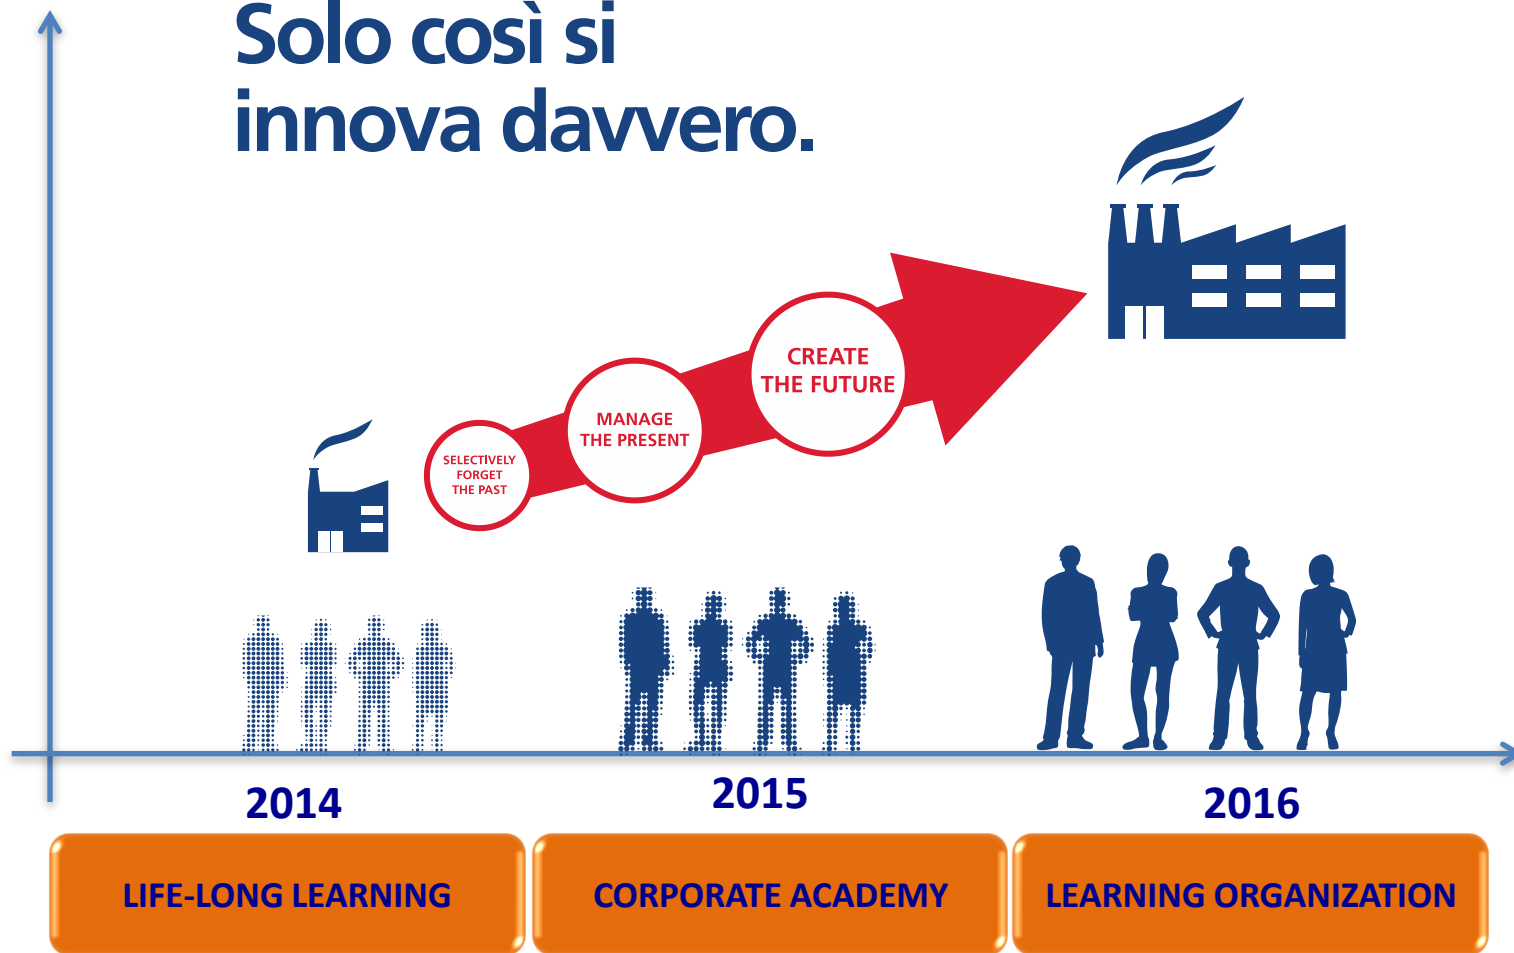 Solo così si
innova davvero.
CREATE
THE FUTURE
MANAGE
THE PRESENT
SELECTIVELY
FORGET
THE PAST
2014
2015
2016
LIFE-LONG LEARNING
CORPORATE ACADEMY
LEARNING ORGANIZATION